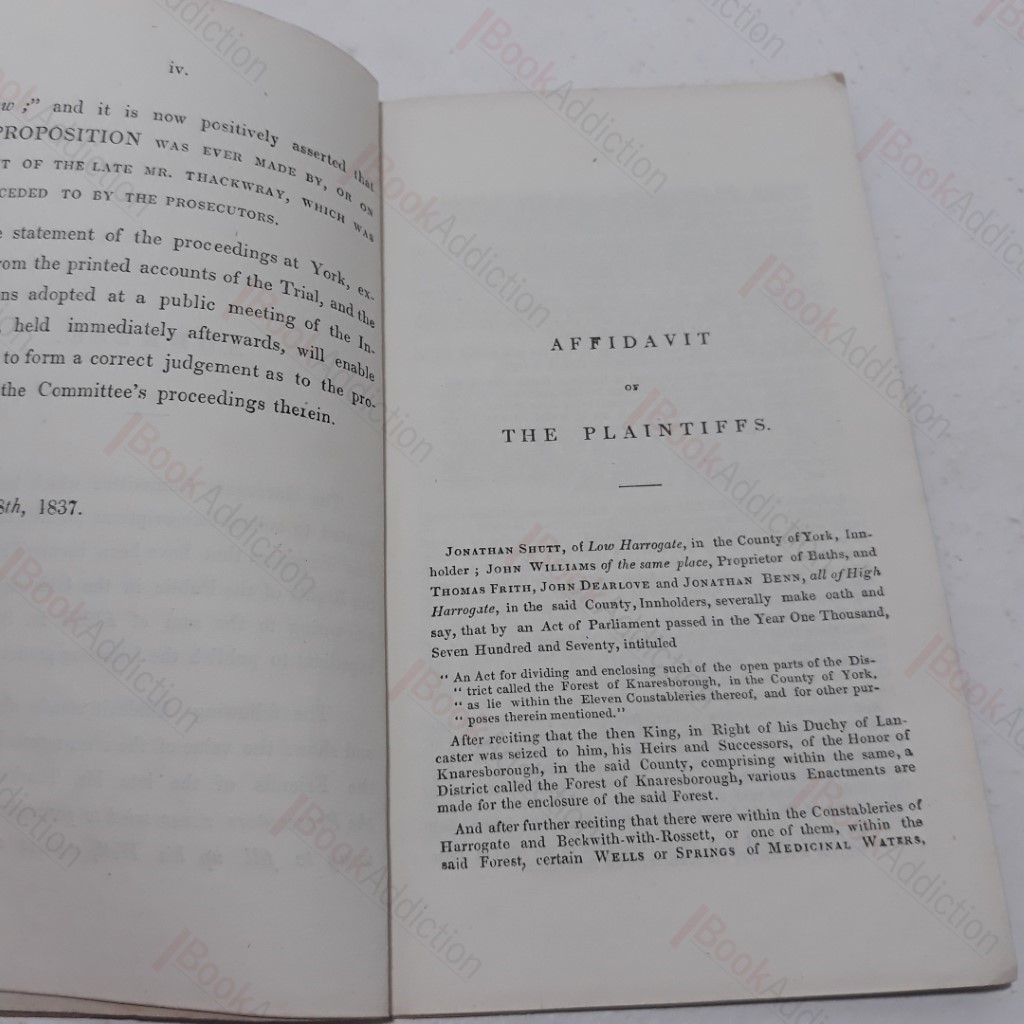 iv.
w ;" and it is now positively asserted that
PROPOSITION WAS EVER MADE BY, OR ON
T OF THE LATE MR. THACKWRAY, WHICH WAS
CEDED TO BY THE PROSECUTORS.
e statement of the proceedings at York, ex-
om the printed accounts of the Trial, and the
ns adopted at a public meeting of the In-
, held immediately afterwards, will enable
to form a correct judgement as to the pro-
the Committee's proceedings therein.
8th, 1837.
AFFIDAVIT
OF
THE PLAINTIFFS.
JONATHAN SHUTT, of Low Harrogate, in the County of York, Inn-
holder ; JOHN WILLIAMS of the same place, Proprietor of Baths, and
THOMAS FRITH, JOHN DEARLOVE and JONATHAN BENN, all of High
Harrogate, in the said County, Innholders, severally make oath and
say, that by an Act of Parliament passed in the Year One Thousand,
Seven Hundred and Seventy, intituled
" An Act for dividing and enclosing such of the open parts of the Dis-
" trict called the Forest of Knaresborough, in the County of York,
" as lie within the Eleven Constableries thereof, and for other pur-
" poses therein mentioned."
After reciting that the then King, in Right of his Duchy of Lan-
caster was seized to him, his Heirs and Successors, of the Honor of
Knaresborough, in the said County, comprising within the same, a
District called the Forest of Knaresborough, various Enactments are
made for the enclosure of the said Forest.
And after further reciting that there were within the Constableries of
Harrogate and Beckwith-with-Rossett, or one of them, within the
said Forest, certain WELLS or SPRINGS of MEDICINAL WATERS,
BookAddiction